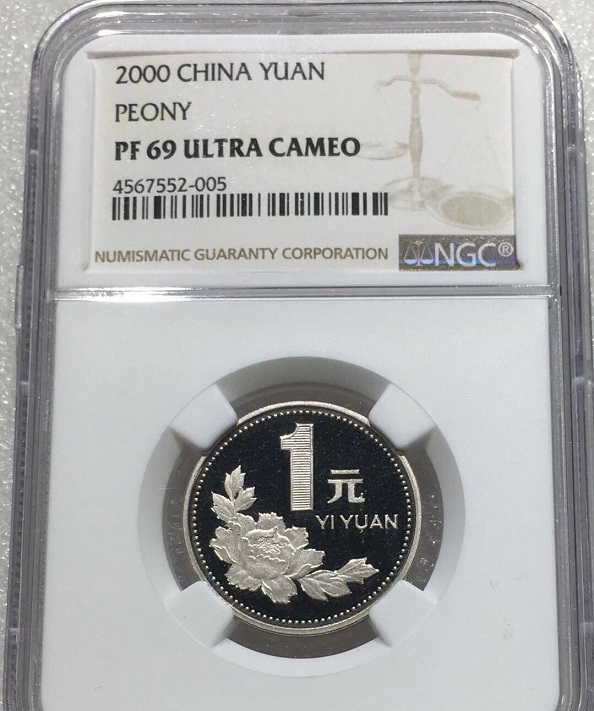 2000 CHINA YUAN
PEONY
PF 69 ULTRA CAMEO
4567552-005
NUMISMATIC GUARANTY CORPORATION
NGC®
1元
YI YUAN